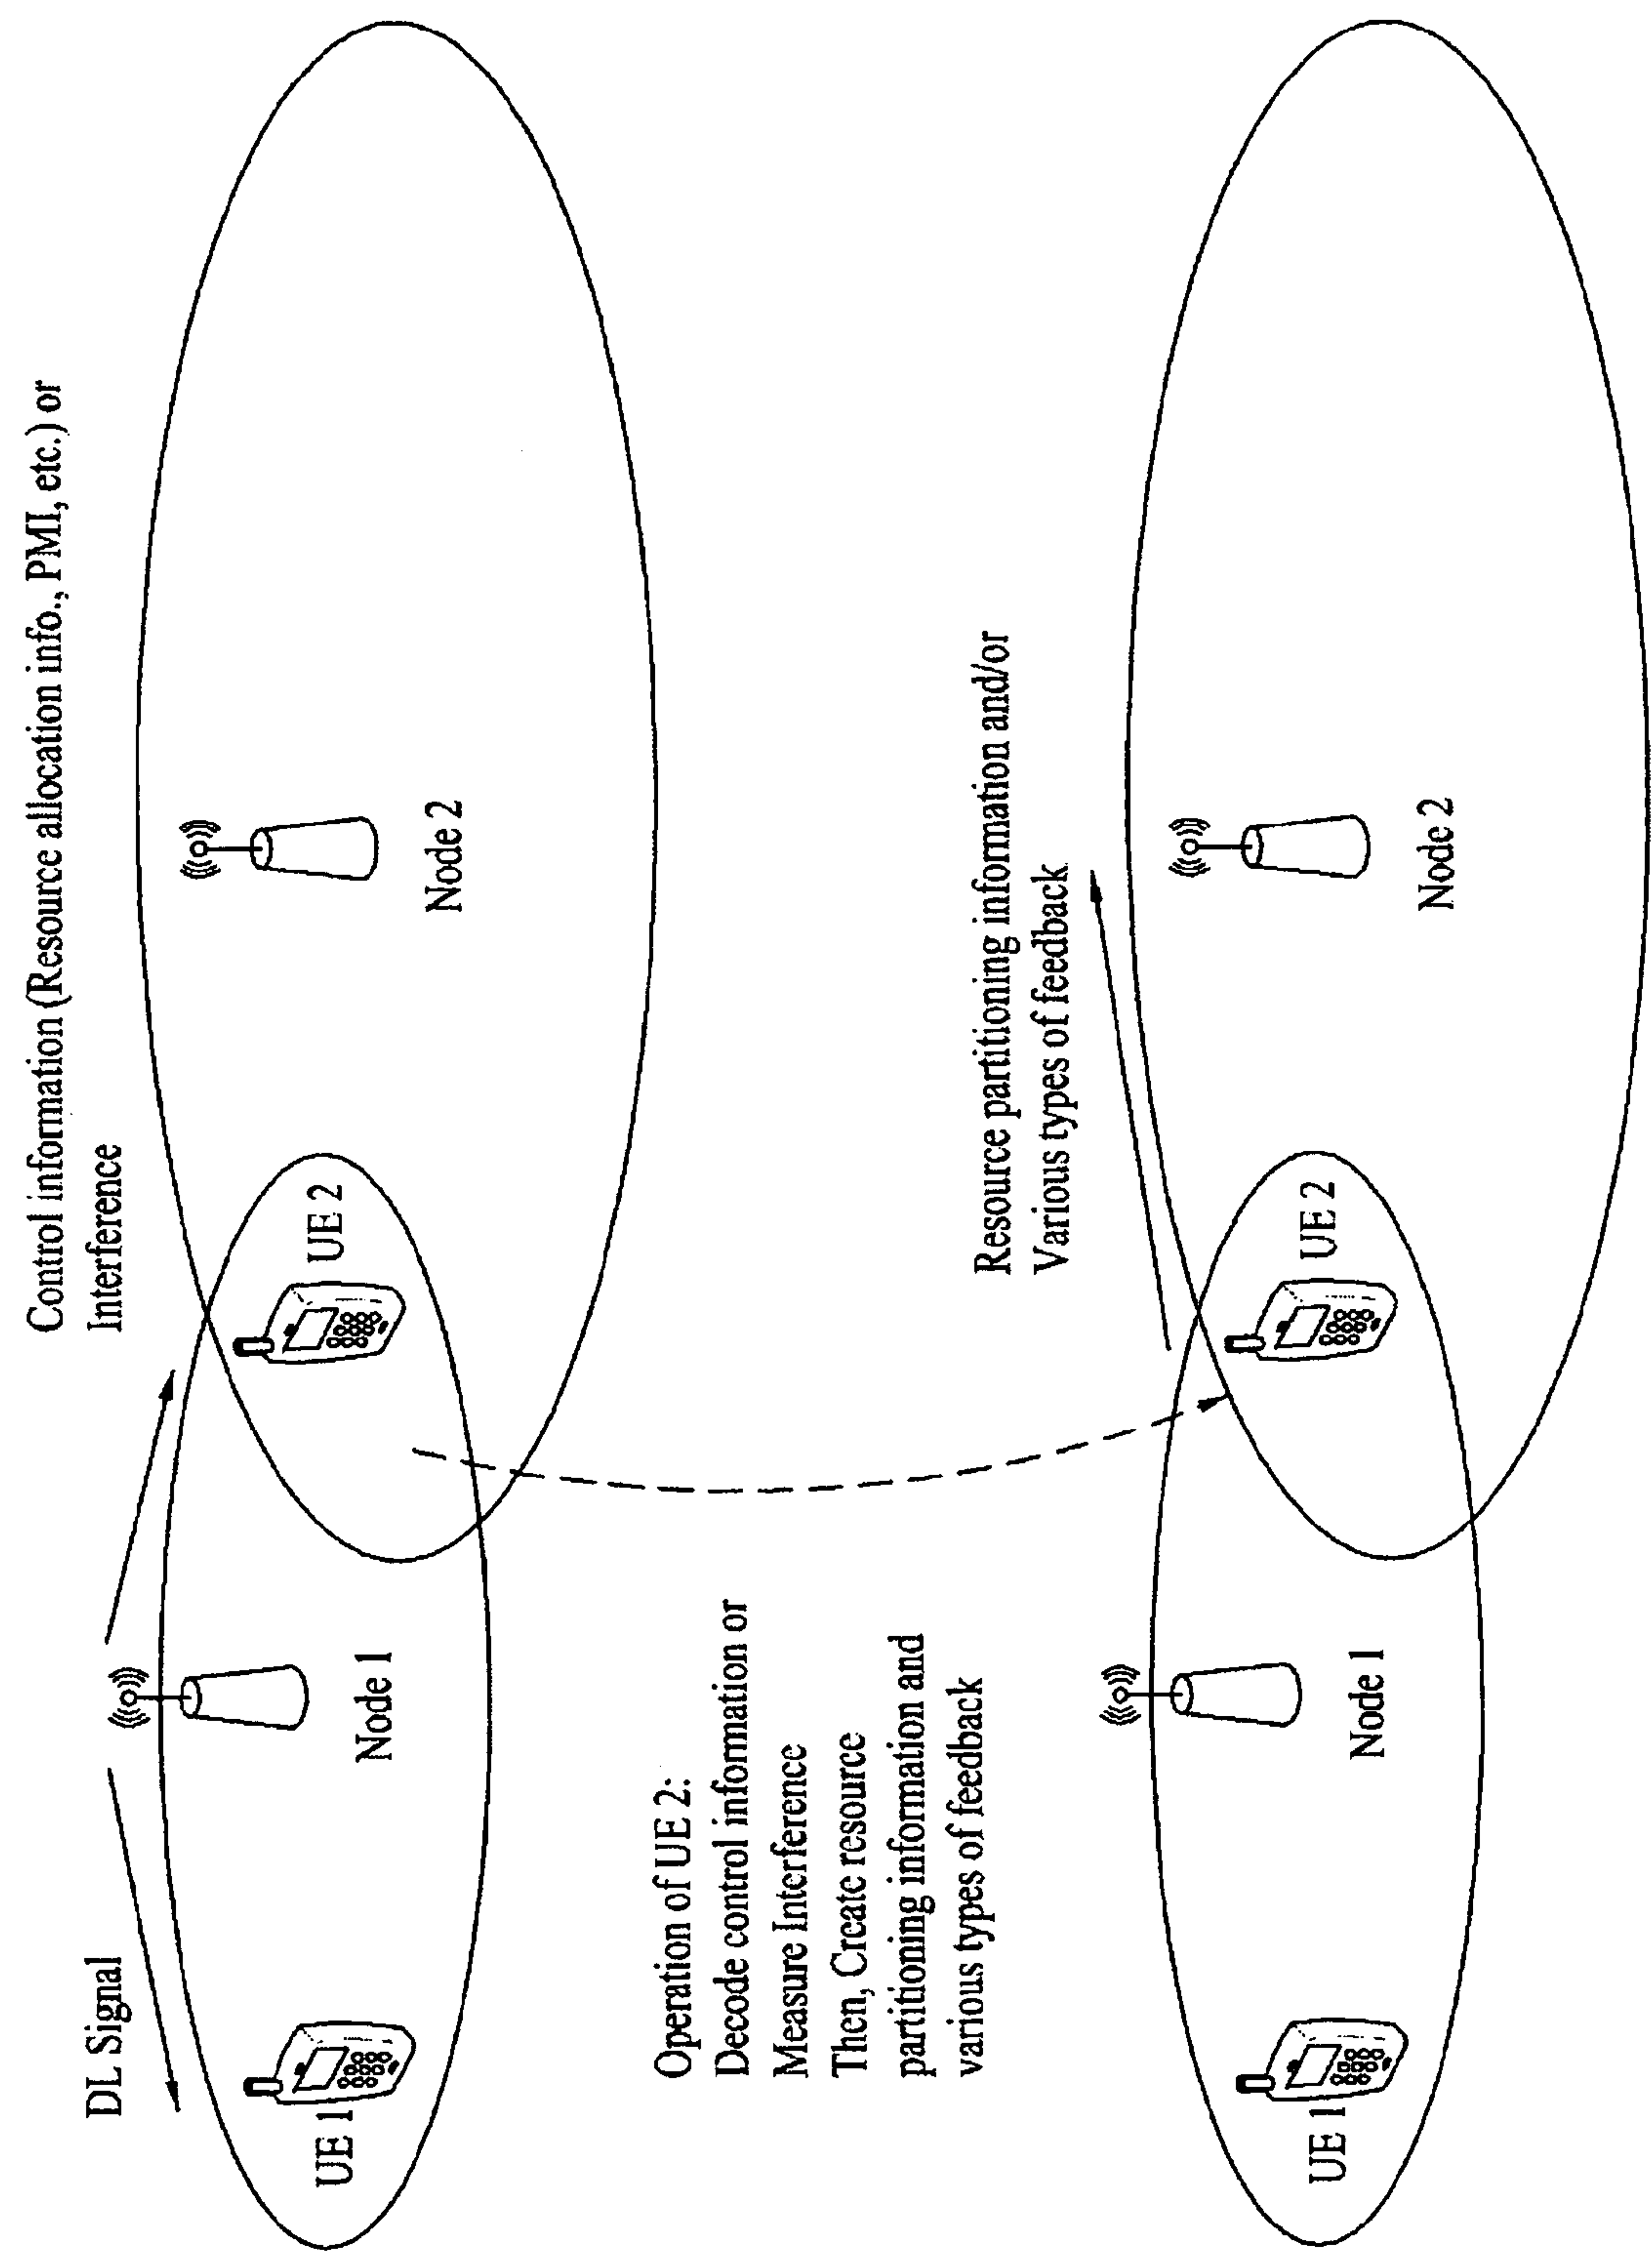 Control information (Resource allocation info., PMI, etc.) or
Interference
DL Signal
UE 1
Node 1
UE 2
Node 2
Operation of UE 2:
Decode control information or
Measure Interference
Then, Create resource
partitioning information and
various types of feedback
Resource partitioning information and/or
Various types of feedback
UE 1
Node 1
UE 2
Node 2